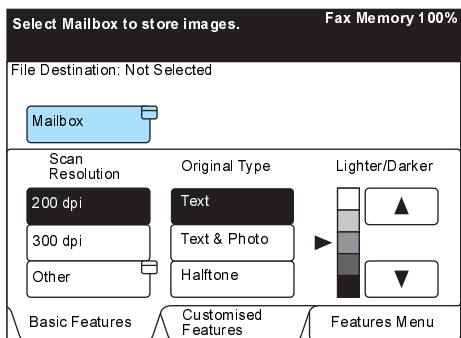 Select Mailbox to store images.
Fax Memory 100%
File Destination: Not Selected
Mailbox
Scan
Resolution
Original Type
Lighter/Darker
200 dpi
Text
300 dpi
Text & Photo
Other
Halftone
Basic Features
Customised
Features
Features Menu